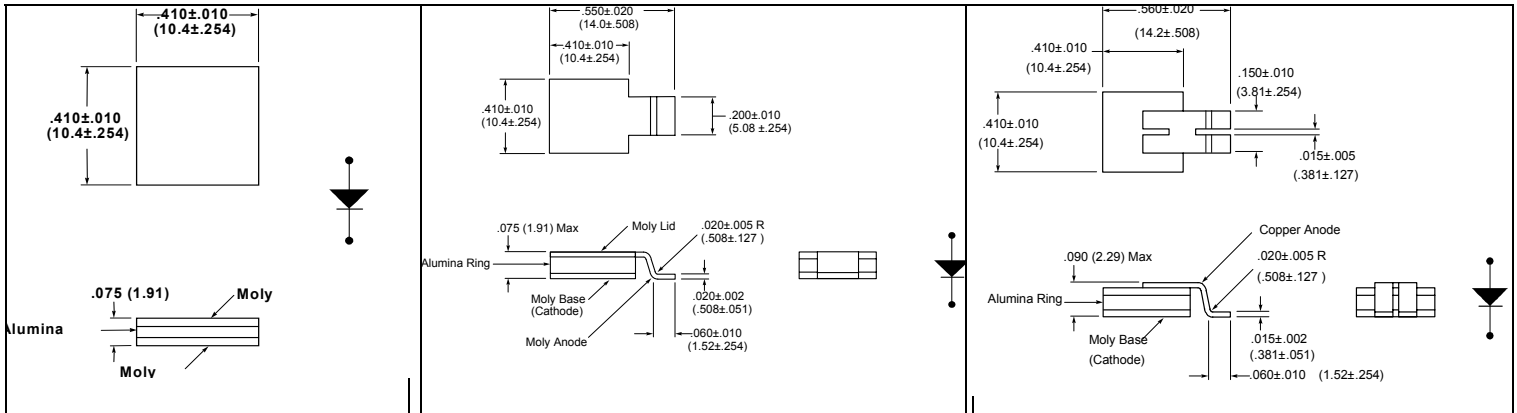 .410±.010
(10.4±.254)
.410±.010
(10.4±.254)
.075 (1.91)
Moly
Alumina
Moly
.550±.020
(14.0±.508)
.410±.010
(10.4±.254)
.410±.010
(10.4±.254)
.200±.010
(5.08 ±.254)
.075 (1.91) Max
Moly Lid
.020±.005 R
(.508±.127 )
Alumina Ring
Moly Base
(Cathode)
.020±.002
(.508±.051)
Moly Anode
.060±.010
(1.52±.254)
.560±.020
(14.2±.508)
.410±.010
(10.4±.254)
.150±.010
(3.81±.254)
.410±.010
(10.4±.254)
.015±.005
(.381±.127)
Copper Anode
.090 (2.29) Max
.020±.005 R
(.508±.127 )
Alumina Ring
Moly Base
(Cathode)
.015±.002
(.381±.051)
.060±.010 (1.52±.254)